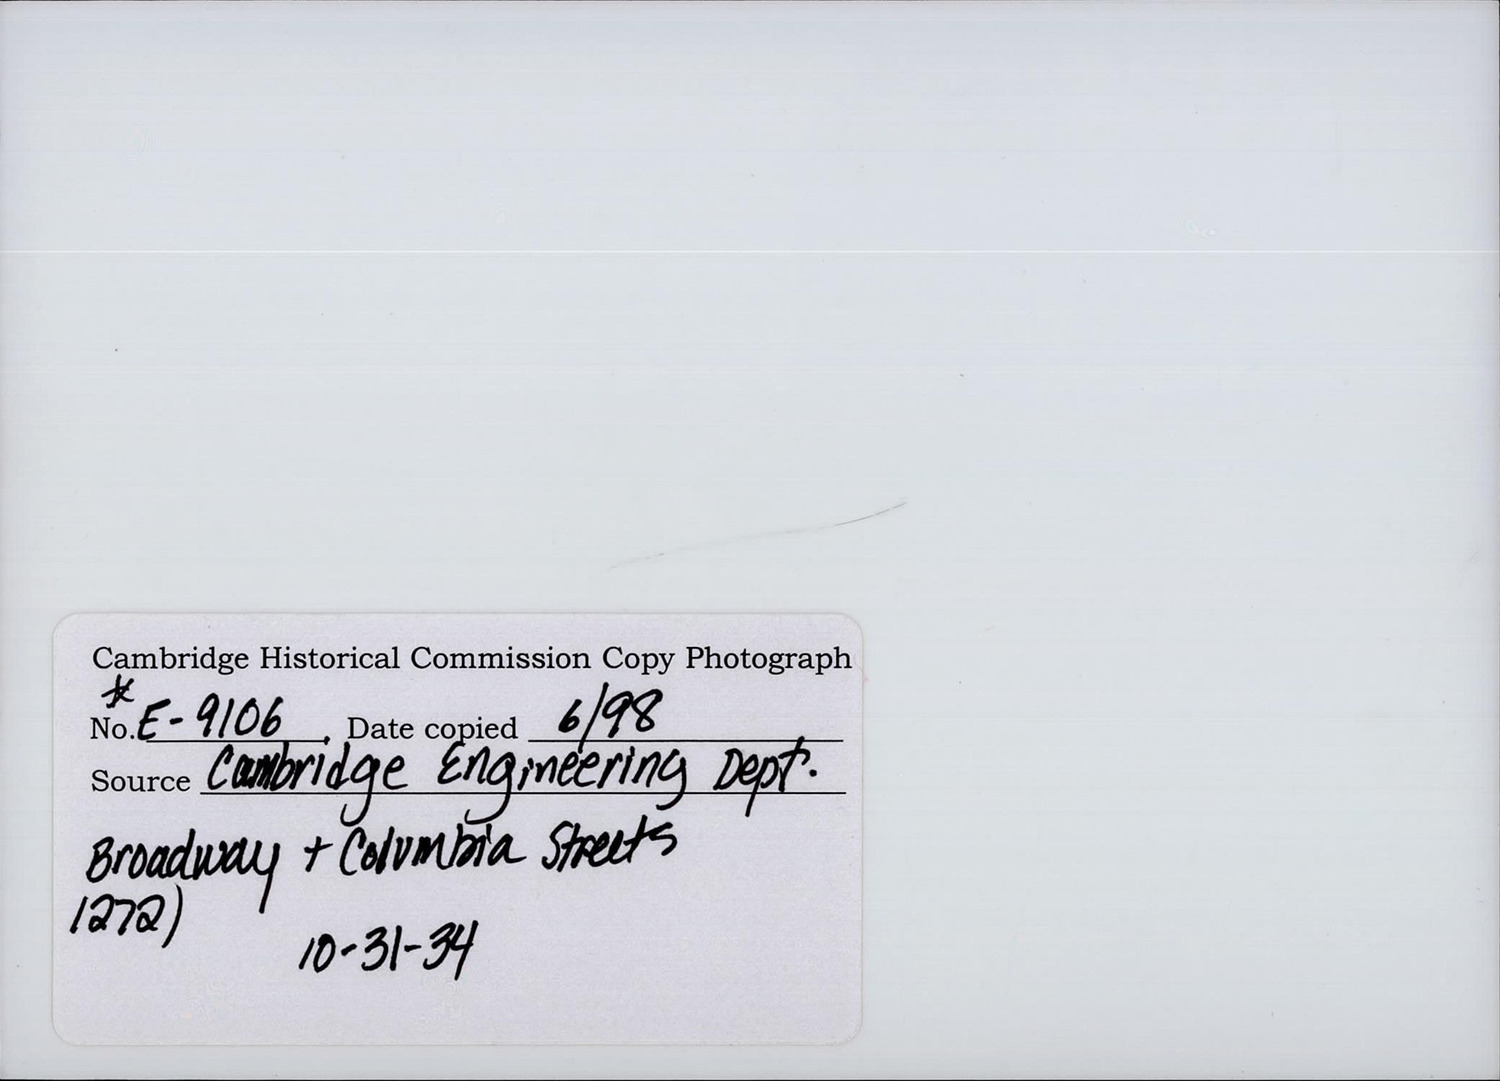 Cambridge Historical Commission Copy Photograph
*
No. E-9106, Date copied 6/98
Source Cambridge Engineering Dept.
Broadway + Columbia Streets
1272)
10-31-34